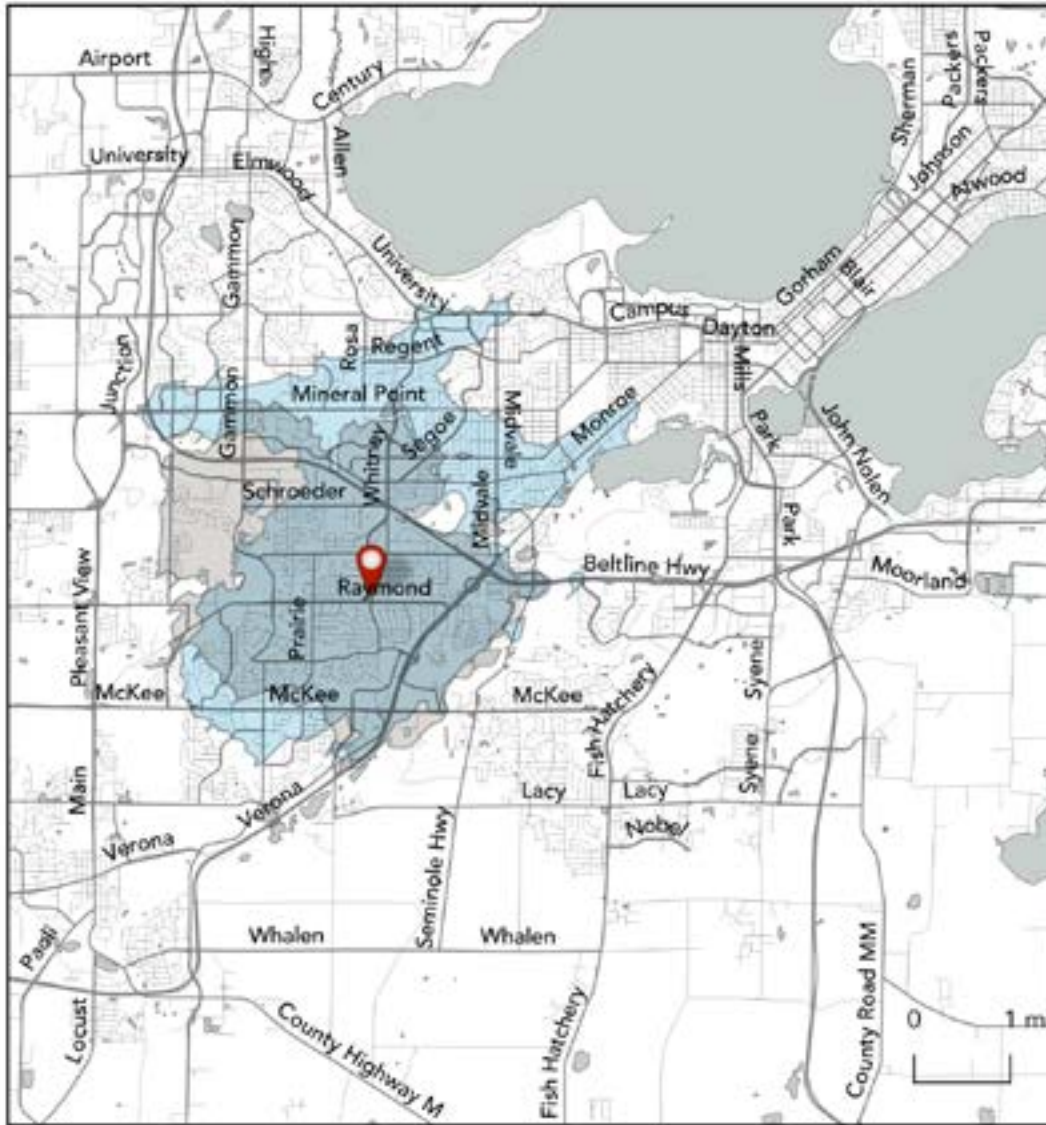 Airport
High
Century
Packers
Packers
Sherman
Johnson
Allen
University
Elmwood
Atwood
Gammon
University
Gorham
Blair
Campus
Dayton
Rosa
Regent
Junction
Mills
Mineral Point
Gammon
Midvale
Monroe
Segoe
Park
John Nolen
Whitney
Schroeder
Midvale
Park
Beltline Hwy
Moorland
Raymond
Pleasant View
Prairie
Syene
McKee
McKee
McKee
Fish Hatchery
Syene
Main
Lacy
Lacy
Verona
Nobel
Verona
Seminole Hwy
Whalen
Whalen
Paoli
County Road MM
0 1 m
Locust
County Highway M
Fish Hatchery